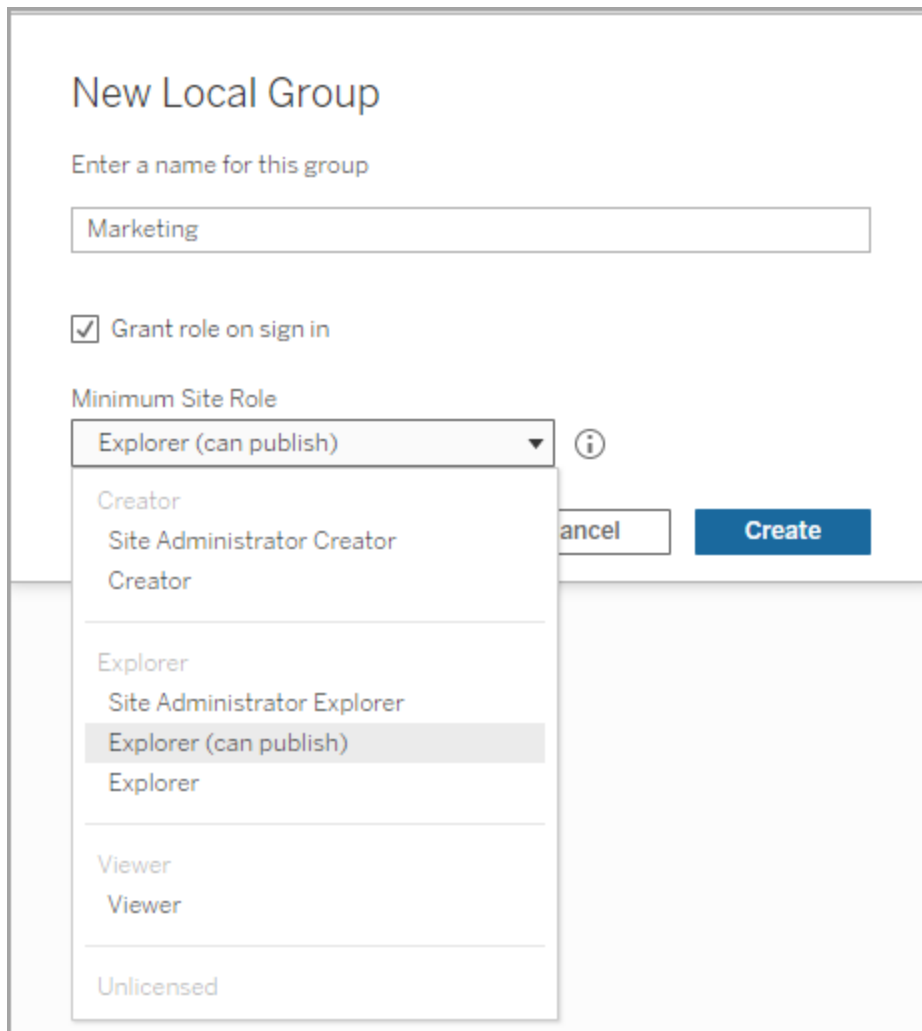 New Local Group
Enter a name for this group
Marketing
Grant role on sign in
Minimum Site Role
Explorer (can publish)
Creator
Site Administrator Creator
ancel Create
Creator
Explorer
Site Administrator Explorer
Explorer (can publish)
Explorer
Viewer
Viewer
Unlicensed